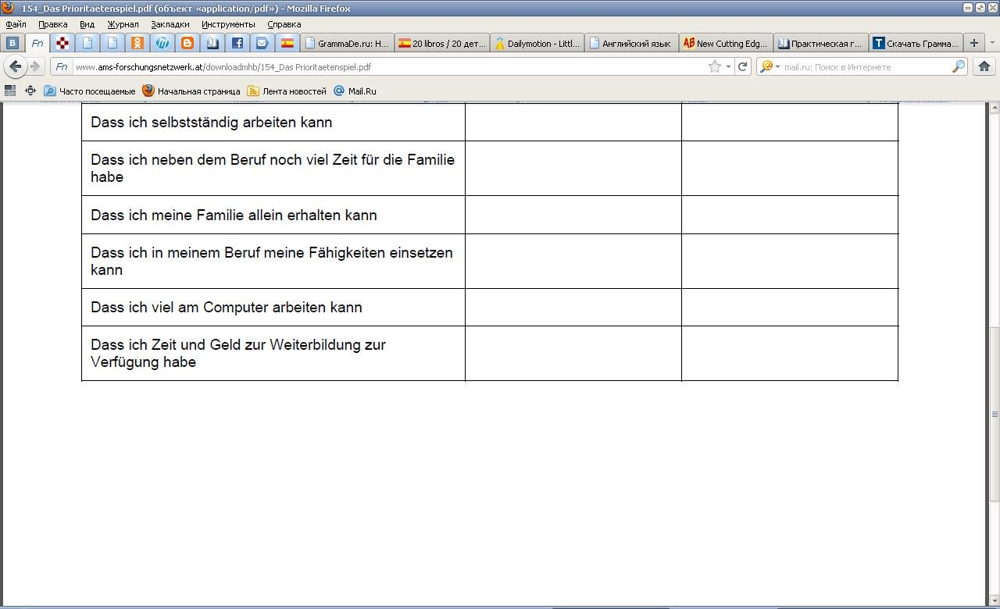 154_Das Prioritaetenspiel.pdf (объект «application/pdf») - Mozilla Firefox
Файл Правка Вид Журнал Закладки Инструменты Справка
B Fn GrammaDe.ru: H... 20 libros / 20 дет... Dailymotion - Littl... Английский язык AB New Cutting Edg... Практическая г... T Скачать Грамма...
Fn www.ams-forschungsnetwerk.at/downloadmhb/154_Das Prioritaetenspiel.pdf mail.ru: Поиск в Интернете
Часто посещаемые Начальная страница Лента новостей Mail.Ru
Dass ich selbstständig arbeiten kann
Dass ich neben dem Beruf noch viel Zeit für die Familie
habe
Dass ich meine Familie allein erhalten kann
Dass ich in meinem Beruf meine Fähigkeiten einsetzen
kann
Dass ich viel am Computer arbeiten kann
Dass ich Zeit und Geld zur Weiterbildung zur
Verfügung habe